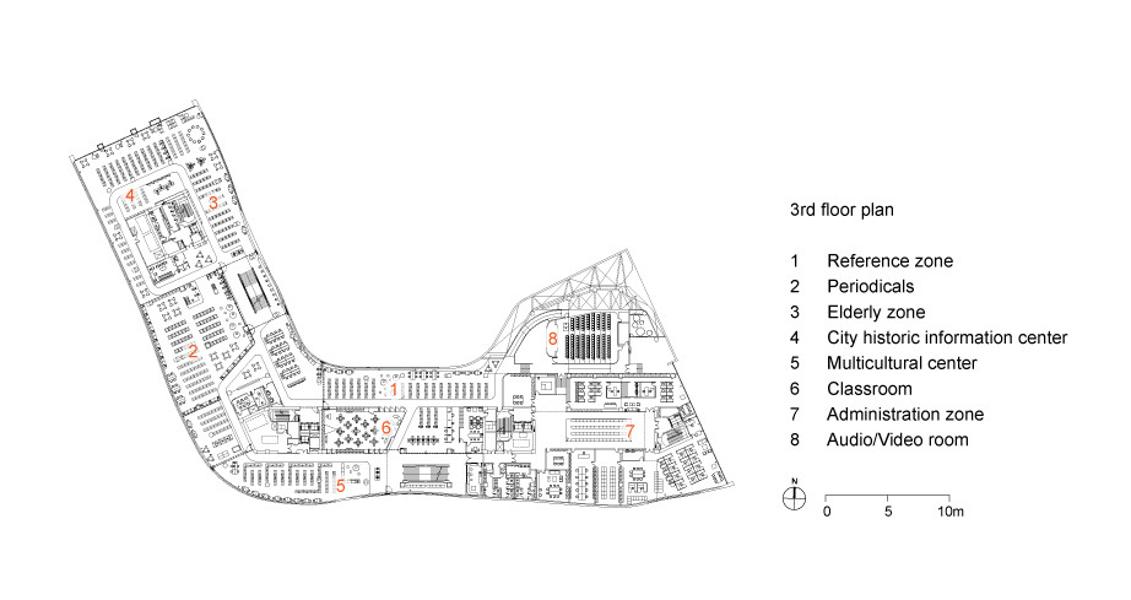 4
3
2
1
8
6
7
5
3rd floor plan
1 Reference zone
2 Periodicals
3 Elderly zone
4 City historic information center
5 Multicultural center
6 Classroom
7 Administration zone
8 Audio/Video room
N
0 5 10m